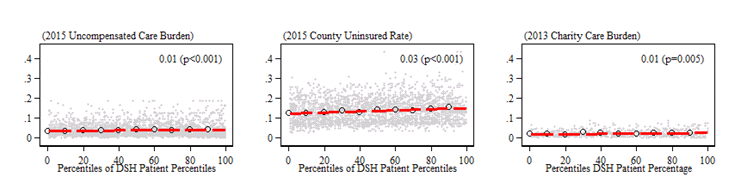 (2015 Uncompensated Care Burden)
0.01 (p<0.001)
.4
.3
.2
.1
0
0 20 40 60 80 100
Percentiles of DSH Patient Percentiles
(2015 County Uninsured Rate)
0.03 (p<0.001)
.4
.3
.2
.1
0
0 20 40 60 80 100
Percentiles of DSH Patient Percentiles
(2013 Charity Care Burden)
0.01 (p=0.005)
.4
.3
.2
.1
0
0 20 40 60 80 100
Percentiles DSH Patient Percentage